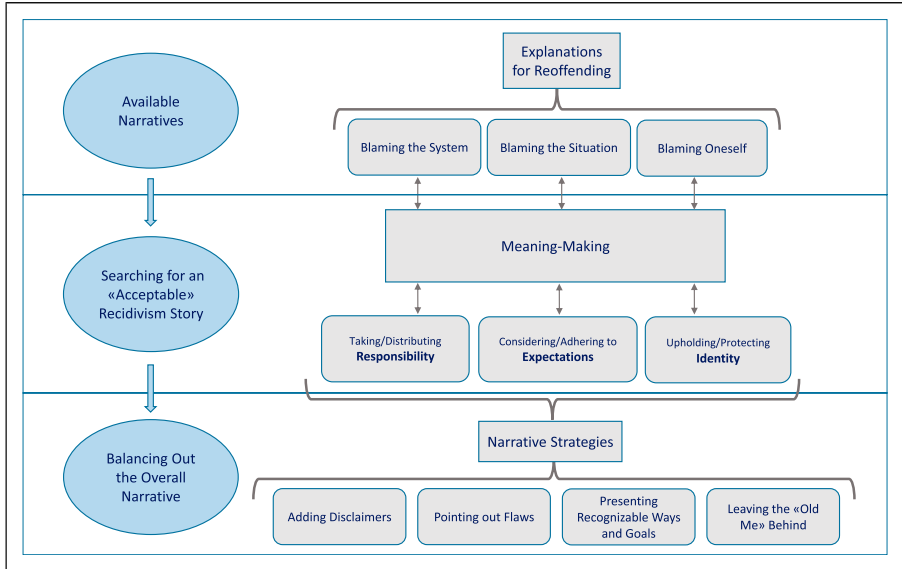 Explanations
for Reoffending
Available
Narratives
Blaming the System
Blaming the Situation
Blaming Oneself
Meaning-Making
Searching for an
«Acceptable»
Recidivism Story
Taking/Distributing
Responsibility
Considering/Adhering to
Expectations
Upholding/Protecting
Identity
Narrative Strategies
Balancing Out
the Overall
Narrative
Adding Disclaimers
Pointing out Flaws
Presenting
Recognizable Ways
and Goals
Leaving the «Old
Me» Behind